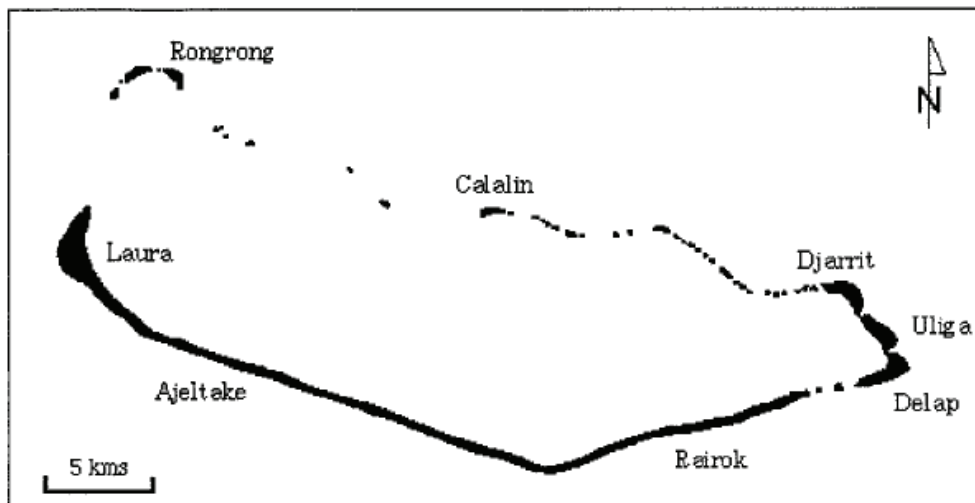 Rongrong
N
Calalin
Laura
Djarrit
Uliga
Ajeltake
Delap
Rairok
5 kms